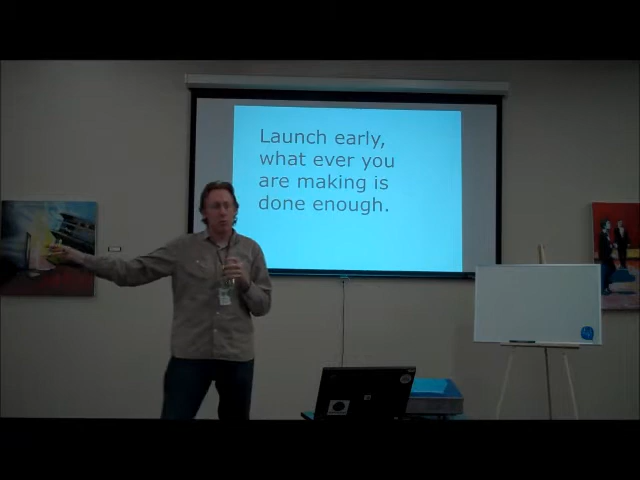 Launch early,
what ever you
are making is
done enough.